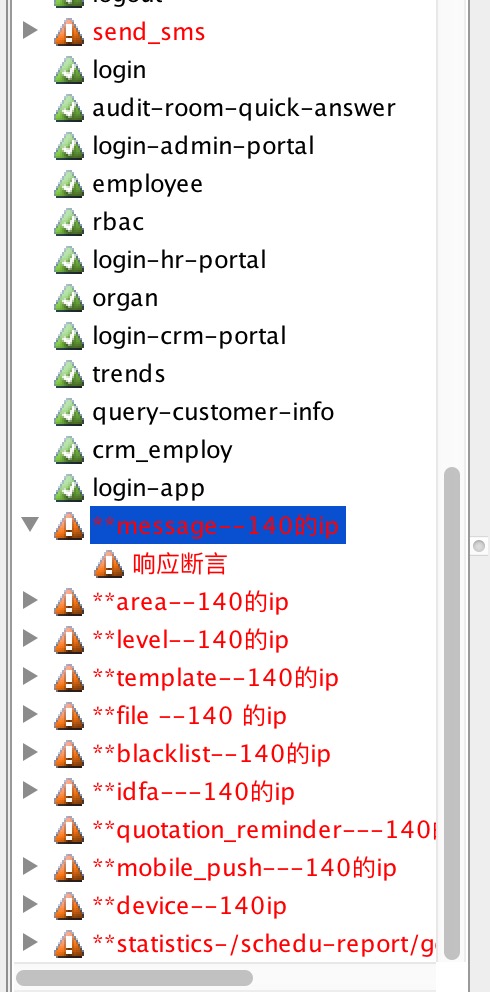 logout
send_sms
login
audit-room-quick-answer
login-admin-portal
employee
rbac
login-hr-portal
organ
login-crm-portal
trends
query-customer-info
crm_employ
login-app
**message--140的ip
响应断言
**area--140的ip
**level--140的ip
**template--140的ip
**file --140 的ip
**blacklist--140的ip
**idfa---140的ip
**quotation_reminder---140
**mobile_push---140的ip
**device--140ip
**statistics-/schedu-report/g